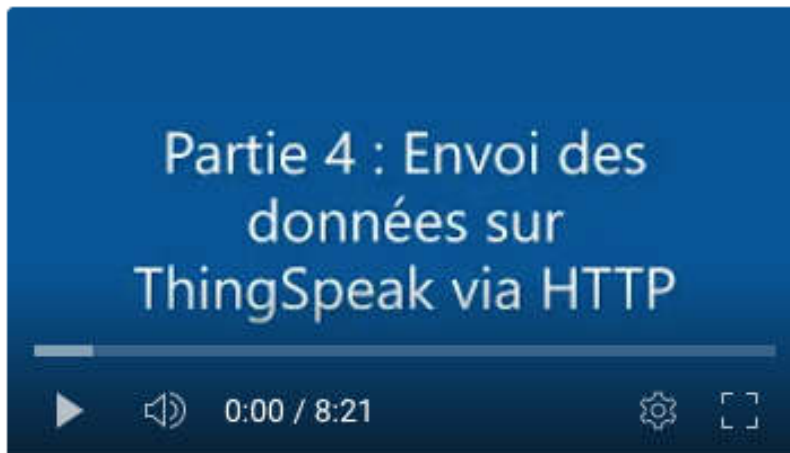 Partie 4 : Envoi des
données sur
ThingSpeak via HTTP
0:00 / 8:21